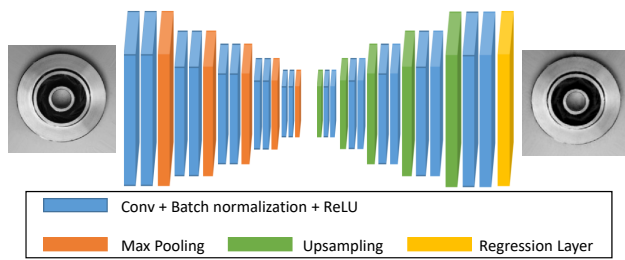 Conv + Batch normalization + ReLU
Max Pooling
Upsampling
Regression Layer